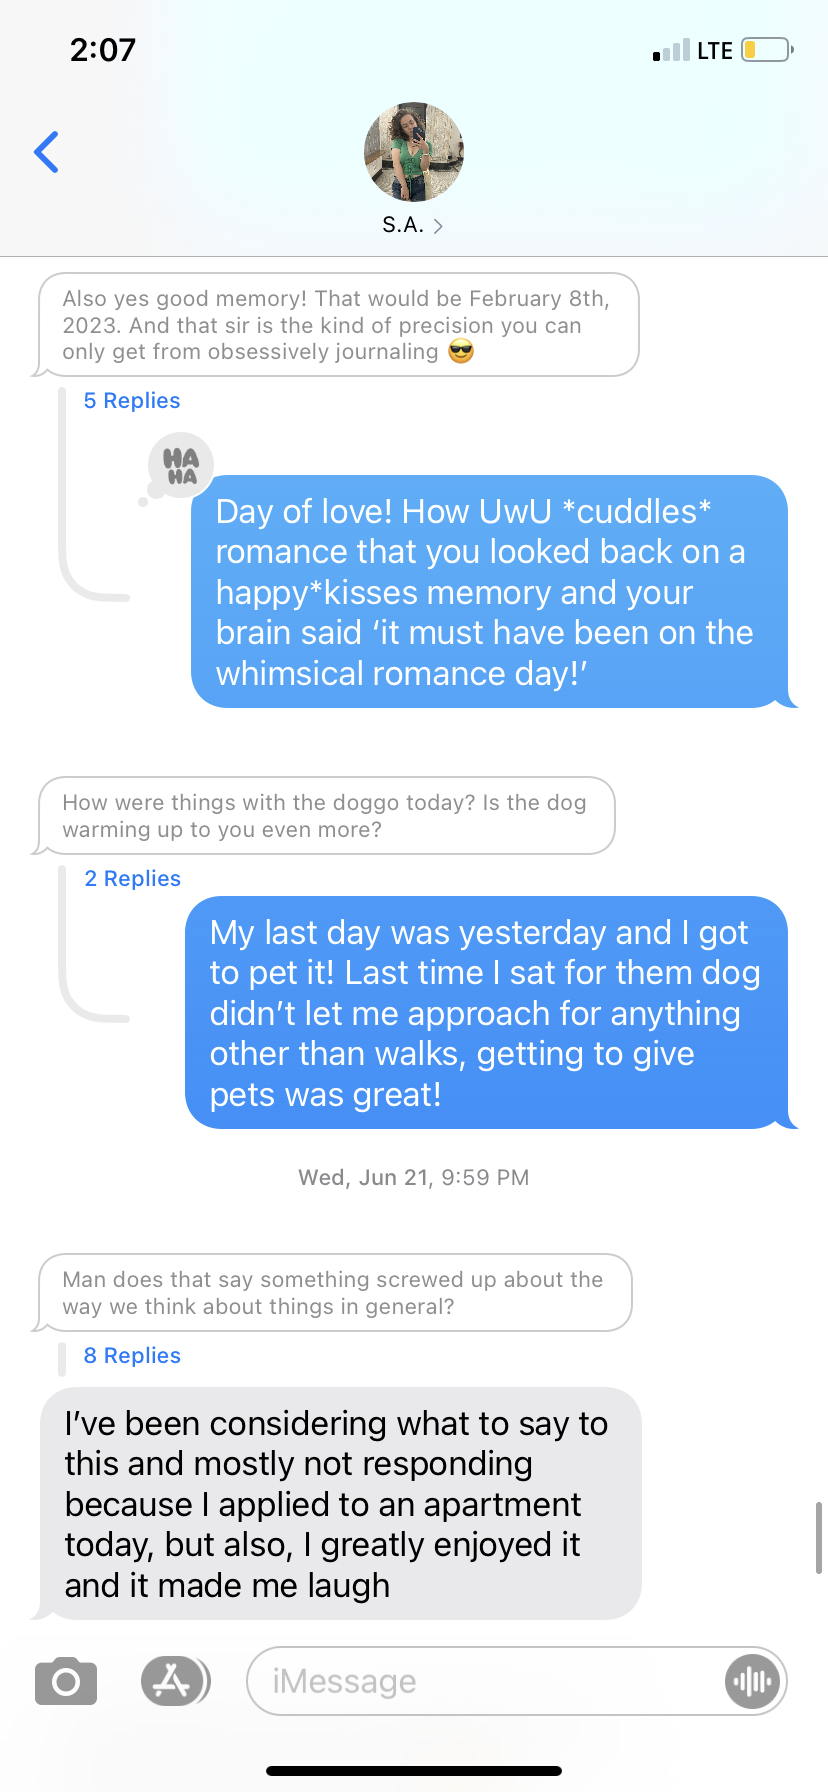 2:07
LTE
S.A.
Also yes good memory! That would be February 8th,
2023. And that sir is the kind of precision you can
only get from obsessively journaling 😎
5 Replies
HA
HA
Day of love! How UwU *cuddles*
romance that you looked back on a
happy*kisses memory and your
brain said ‘it must have been on the
whimsical romance day!’
How were things with the doggo today? Is the dog
warming up to you even more?
2 Replies
My last day was yesterday and I got
to pet it! Last time I sat for them dog
didn’t let me approach for anything
other than walks, getting to give
pets was great!
Wed, Jun 21, 9:59 PM
Man does that say something screwed up about the
way we think about things in general?
8 Replies
I’ve been considering what to say to
this and mostly not responding
because I applied to an apartment
today, but also, I greatly enjoyed it
and it made me laugh
iMessage